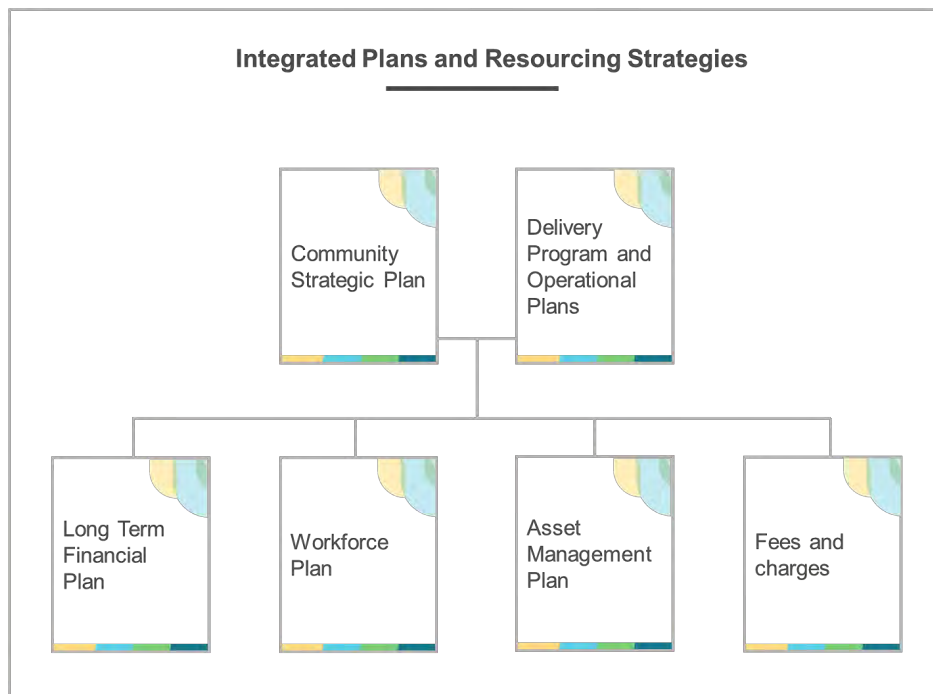 Integrated Plans and Resourcing Strategies
Community
Strategic Plan
Delivery
Program and
Operational
Plans
Long Term
Financial
Plan
Workforce
Plan
Asset
Management
Plan
Fees and
charges